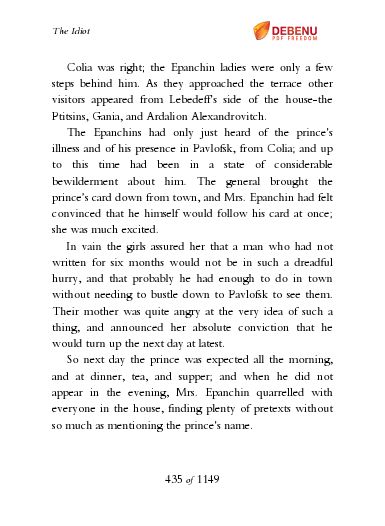 The Idiot
DEBENU
PDF FREEDOM
Colia was right; the Epanchin ladies were only a few
steps behind him. As they approached the terrace other
visitors appeared from Lebedeff's side of the house-the
Ptitsins, Gania, and Ardalion Alexandrovitch.
The Epanchins had only just heard of the prince's
illness and of his presence in Pavlofsk, from Colia; and up
to this time had been in a state of considerable
bewilderment about him. The general brought the
prince's card down from town, and Mrs. Epanchin had felt
convinced that he himself would follow his card at once;
she was much excited.
In vain the girls assured her that a man who had not
written for six months would not be in such a dreadful
hurry, and that probably he had enough to do in town
without needing to bustle down to Pavlofsk to see them.
Their mother was quite angry at the very idea of such a
thing, and announced her absolute conviction that he
would turn up the next day at latest.
So next day the prince was expected all the morning,
and at dinner, tea, and supper; and when he did not
appear in the evening, Mrs. Epanchin quarrelled with
everyone in the house, finding plenty of pretexts without
so much as mentioning the prince's name.
435 of 1149